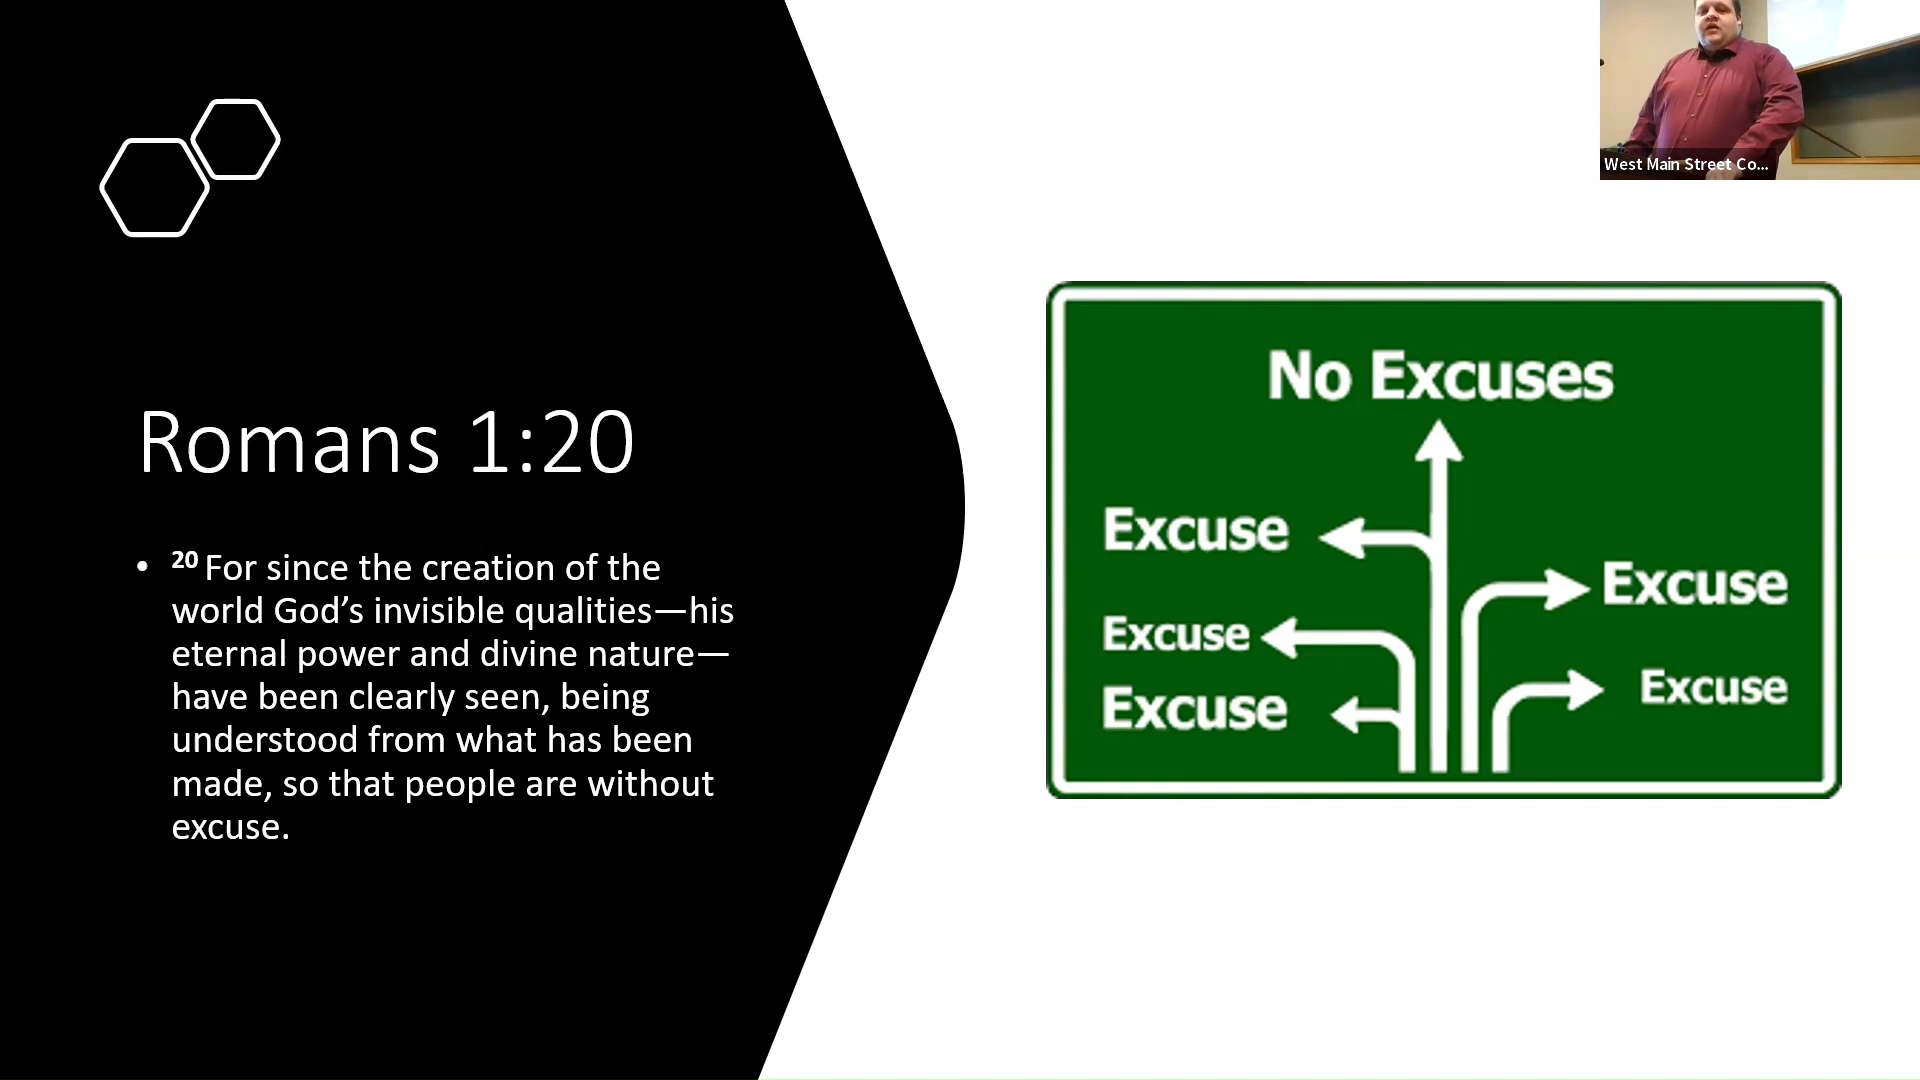 West Main Street Co...
Romans 1:20
• 20 For since the creation of the
world God’s invisible qualities—his
eternal power and divine nature—
have been clearly seen, being
understood from what has been
made, so that people are without
excuse.
No Excuses
Excuse
Excuse
Excuse
Excuse
Excuse